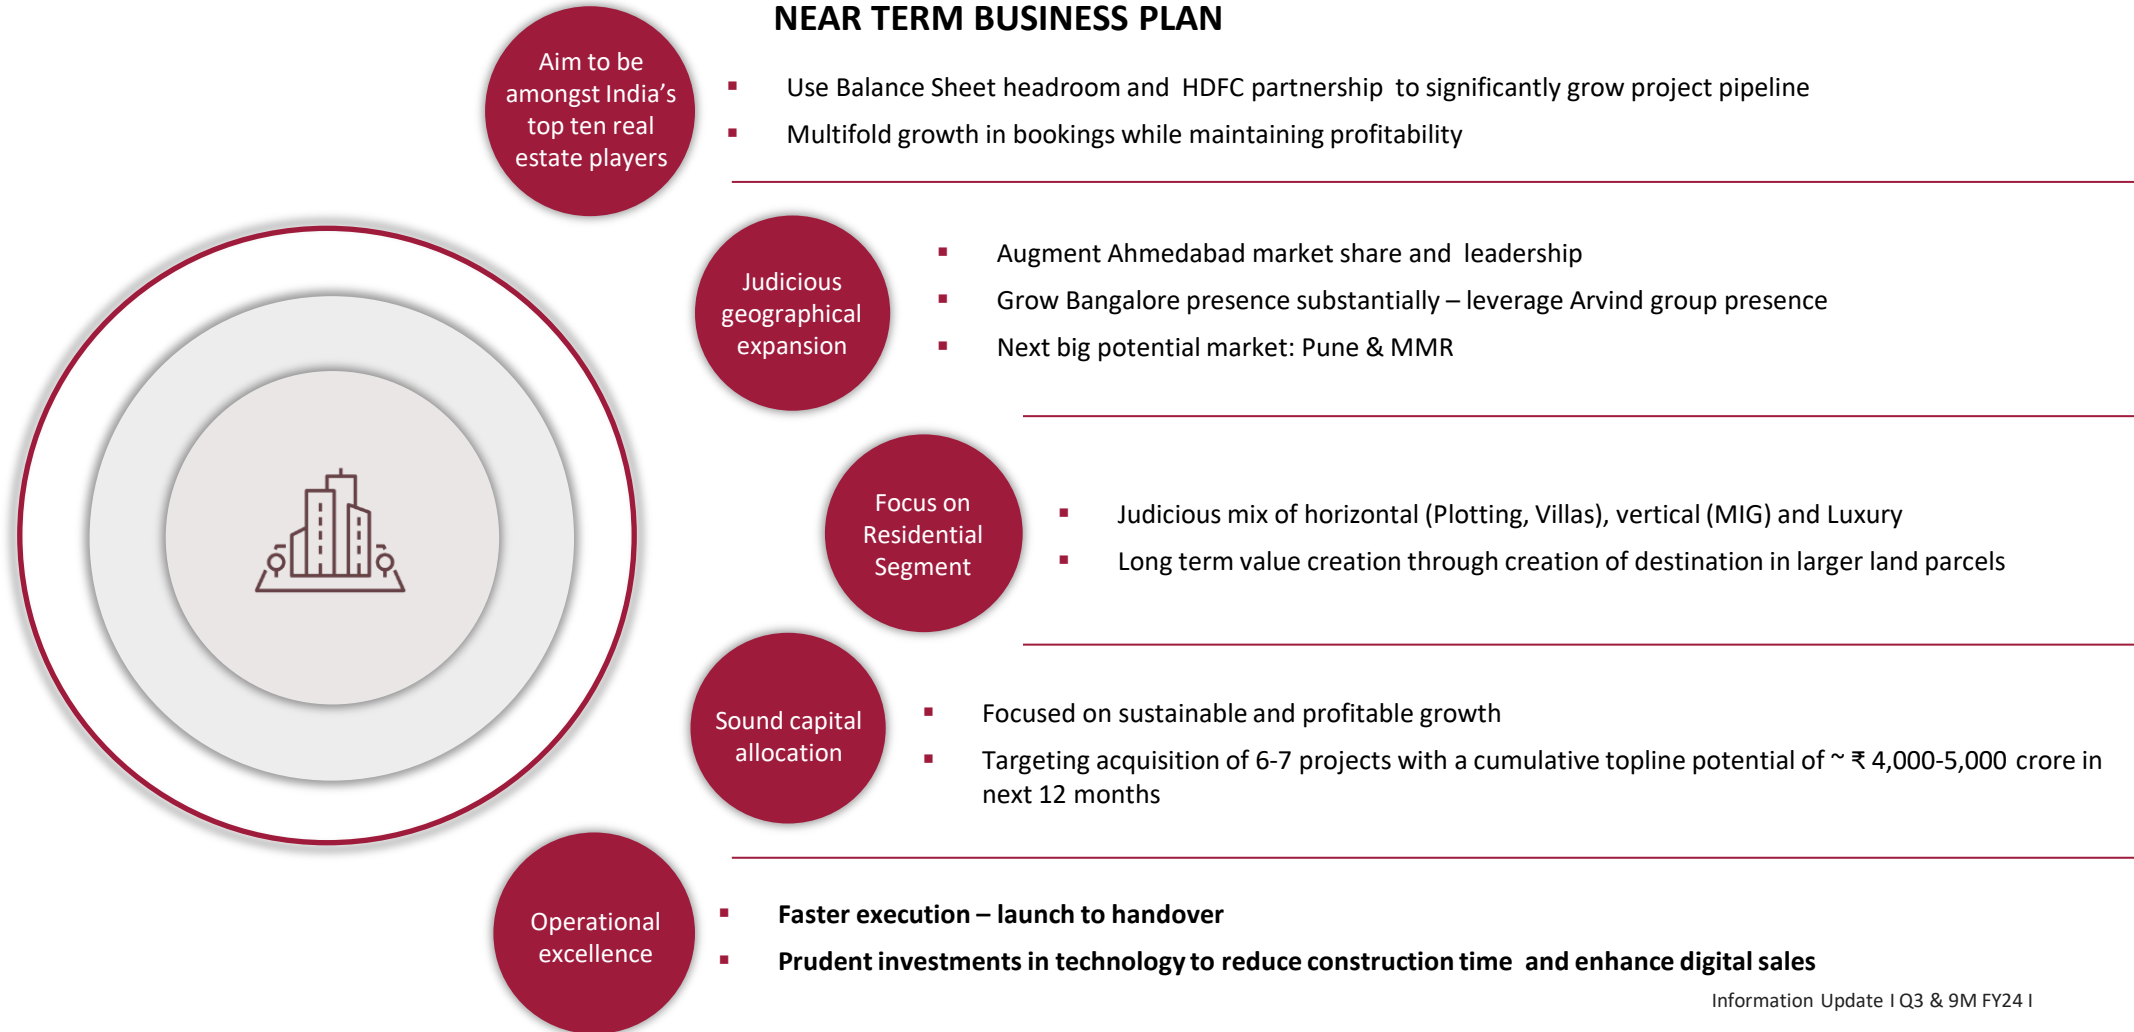 NEAR TERM BUSINESS PLAN
Aim to be
amongst India's
top ten real
estate players
▪ Use Balance Sheet headroom and HDFC partnership to significantly grow project pipeline
▪ Multifold growth in bookings while maintaining profitability
Judicious
geographical
expansion
▪ Augment Ahmedabad market share and leadership
▪ Grow Bangalore presence substantially – leverage Arvind group presence
▪ Next big potential market: Pune & MMR
Focus on
Residential
Segment
▪ Judicious mix of horizontal (Plotting, Villas), vertical (MIG) and Luxury
▪ Long term value creation through creation of destination in larger land parcels
Sound capital
allocation
▪ Focused on sustainable and profitable growth
▪ Targeting acquisition of 6-7 projects with a cumulative topline potential of ~ ₹ 4,000-5,000 crore in
next 12 months
Operational
excellence
▪ Faster execution – launch to handover
▪ Prudent investments in technology to reduce construction time and enhance digital sales
Information Update I Q3 & 9M FY24 I